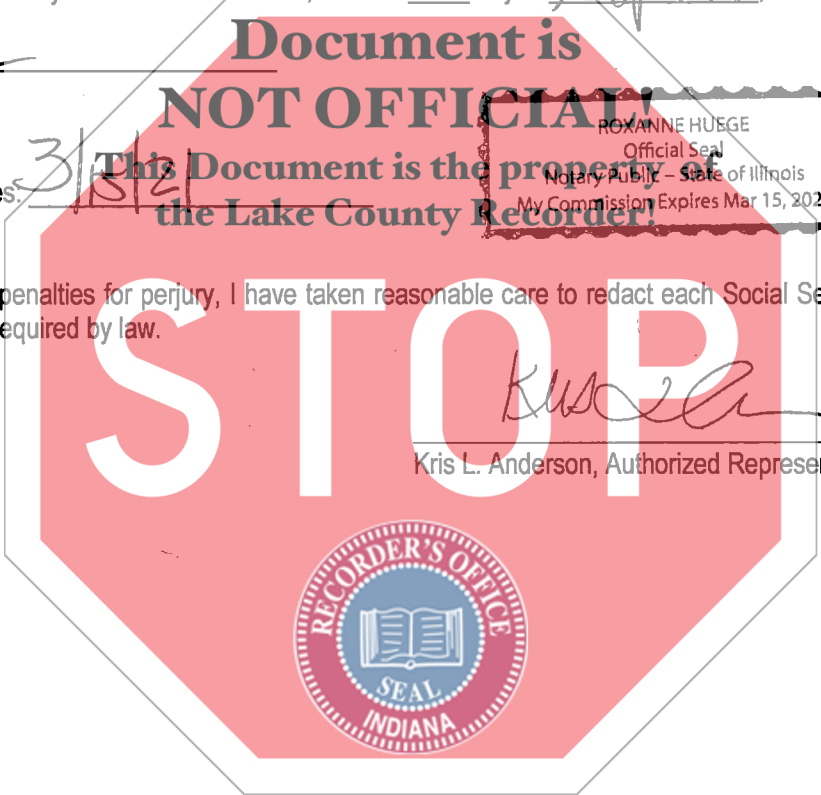 Document is
NOT OFFICIAL!
ROXANNE HUEGE
Official Seal
Notary Public – State of Illinois
My Commission Expires Mar 15, 202
es: 3/15/21
This Document is the property of
the Lake County Recorder!
penalties for perjury, I have taken reasonable care to redact each Social Se
equired by law.
STOP
Kris L. Anderson, Authorized Represe
RECORDER'S OFFICE
SEAL
INDIANA